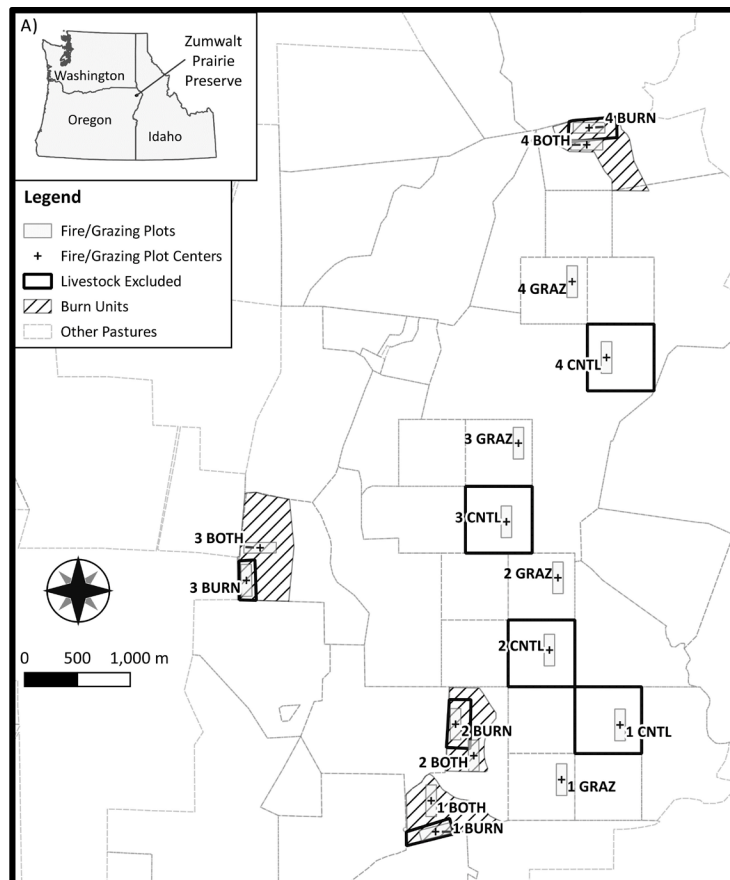 A)
Zumwalt
Prairie
Preserve
Washington
Oregon
Idaho
Legend
Fire/Grazing Plots
Fire/Grazing Plot Centers
Livestock Excluded
Burn Units
Other Pastures
4 BURN
4 BOTH
4 GRAZ
4 CNTL
3 GRAZ
3 CNTL
3 BOTH
2 GRAZ
3 BURN
2 CNTL
0 500 1,000 m
2 BURN
1 CNTL
2 BOTH
1 GRAZ
1 BOTH
1 BURN